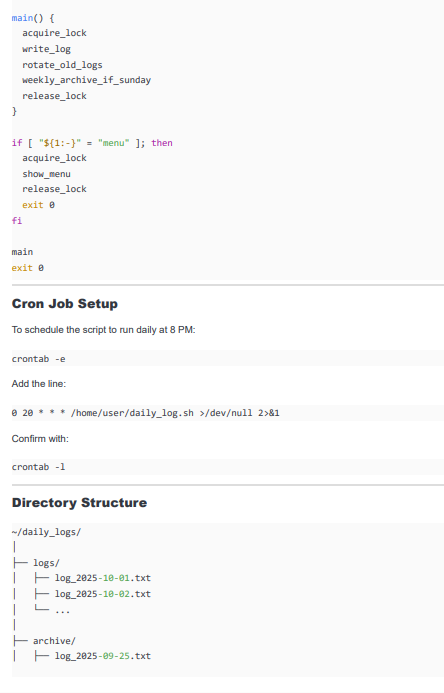 main() {
  acquire_lock
  write_log
  rotate_old_logs
  weekly_archive_if_sunday
  release_lock
}

if [ "${1:-}" = "menu" ]; then
  acquire_lock
  show_menu
  release_lock
  exit 0
fi

main
exit 0
Cron Job Setup
To schedule the script to run daily at 8 PM:
crontab -e
Add the line:
0 20 * * * /home/user/daily_log.sh >/dev/null 2>&1
Confirm with:
crontab -l
Directory Structure
~/daily_logs/
│
├── logs/
│   ├── log_2025-10-01.txt
│   ├── log_2025-10-02.txt
│   └── ...
│
├── archive/
│   ├── log_2025-09-25.txt